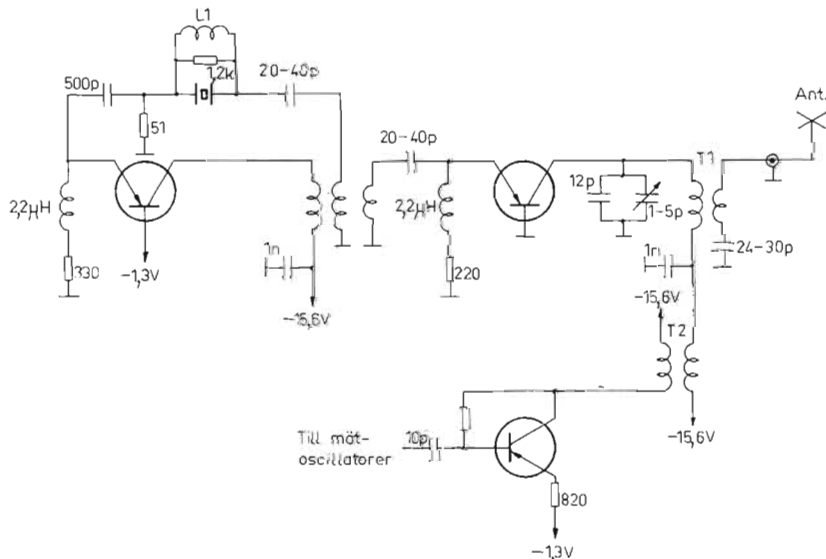 L1
1,2k
500p
20-40p
51
20-40p
Ant.
T1
12p
1-5p
2,2μH
2,2μH
24-30p
330
-1,3V
1n
220
1n
-15,6V
-15,6V
T2
Till mät-
oscillatorer
10p
-15,6V
820
-1,3V